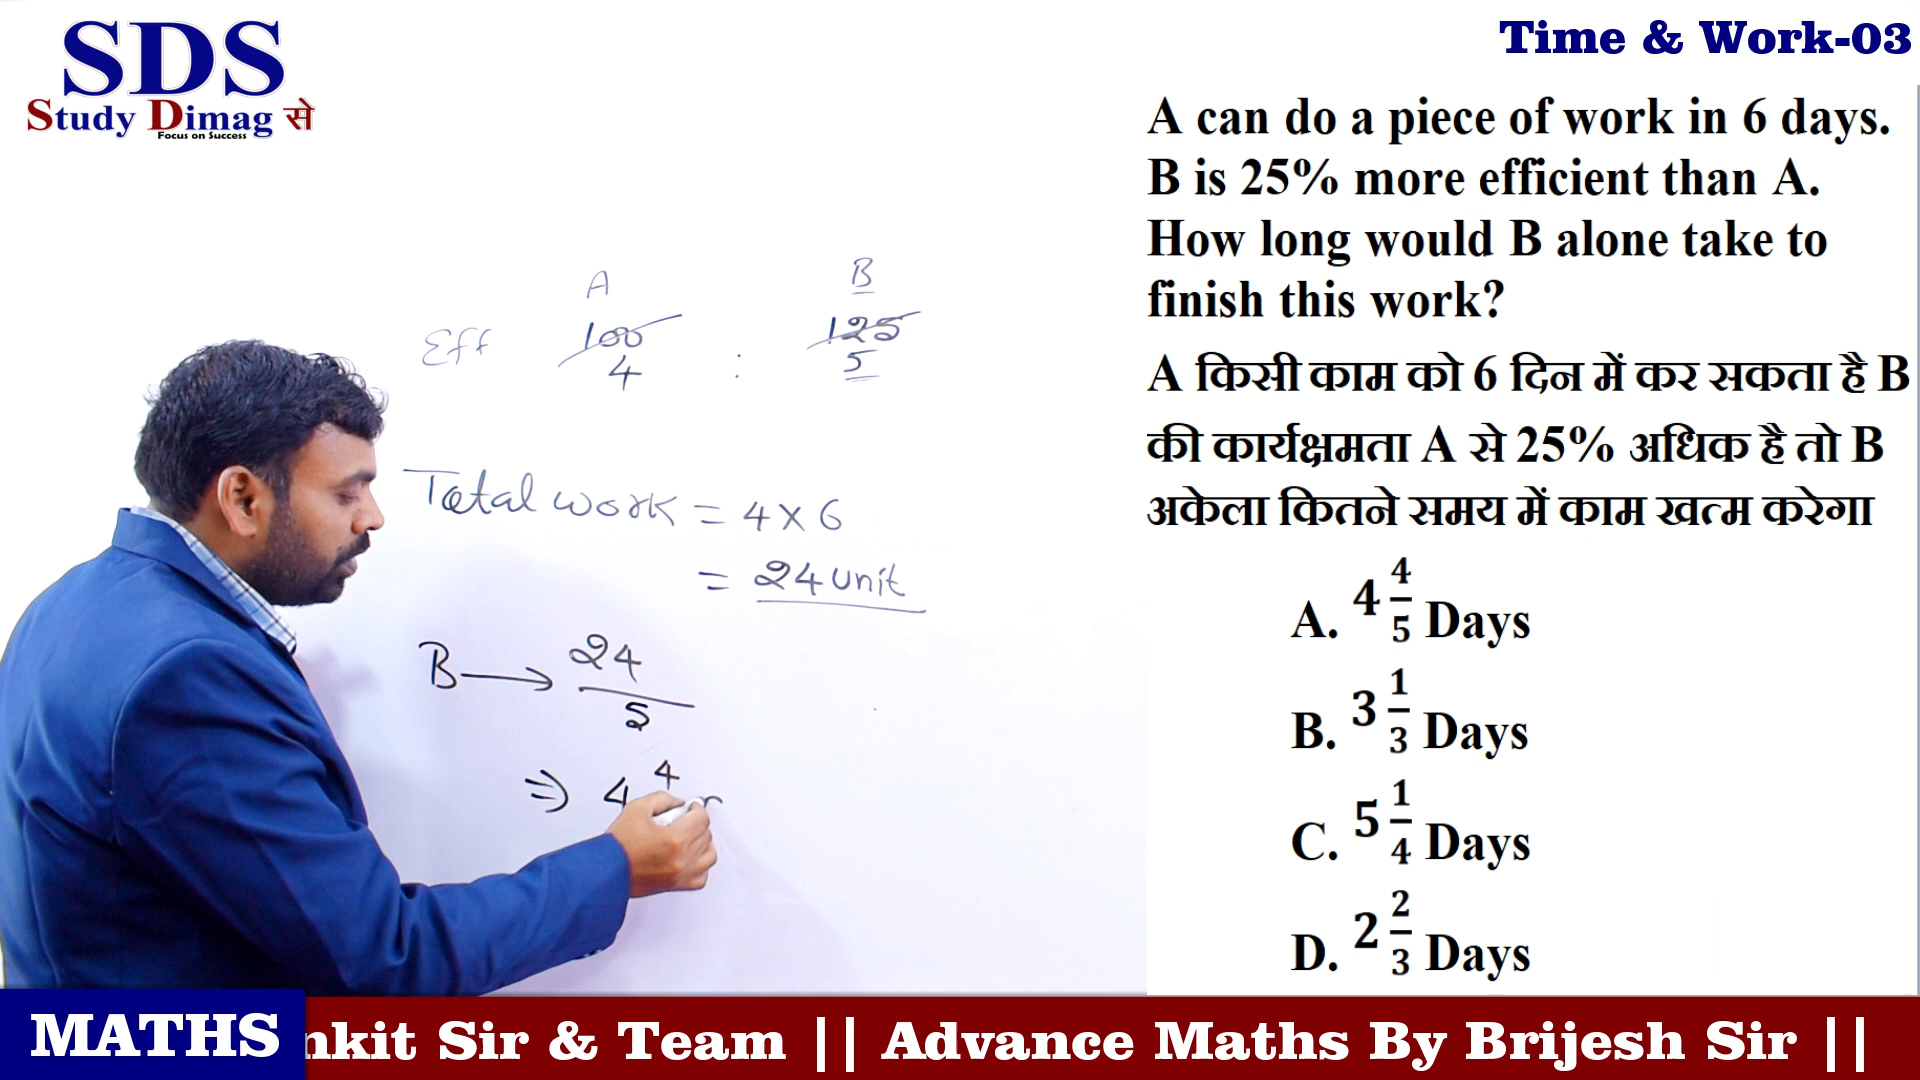 SDS
Study Dimag से
Focus on Success
Time & Work-03
A can do a piece of work in 6 days.
B is 25% more efficient than A.
How long would B alone take to
finish this work?
A किसी काम को 6 दिन में कर सकता है B
की कार्यक्षमता A से 25% अधिक है तो B
अकेला कितने समय में काम खत्म करेगा
A. 4 4/5 Days
B. 3 1/3 Days
C. 5 1/4 Days
D. 2 2/3 Days
A B
Eff 100 125
4 : 5
Total work = 4 × 6
= 24 unit
B → 24/5
⇒ 4 4
MATHS
nkit Sir & Team || Advance Maths By Brijesh Sir ||